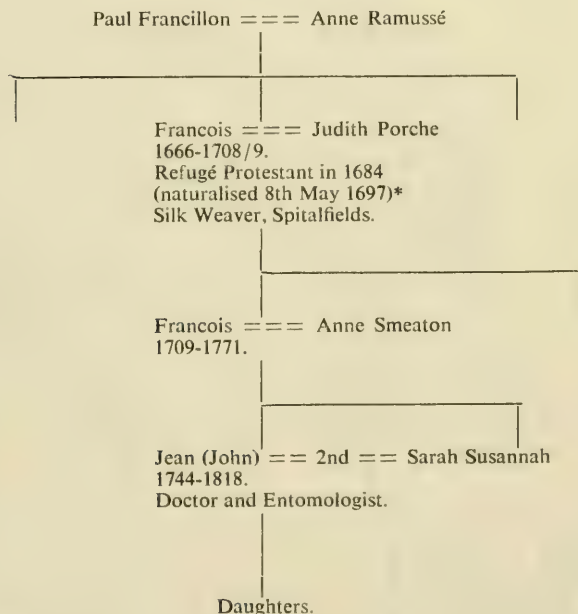 Paul Francillon === Anne Ramussé
Francois === Judith Porche
1666-1708/9.
Refugé Protestant in 1684
(naturalised 8th May 1697)*
Silk Weaver, Spitalfields.
Francois === Anne Smeaton
1709-1771.
Jean (John) == 2nd == Sarah Susannah
1744-1818.
Doctor and Entomologist.
Daughters.